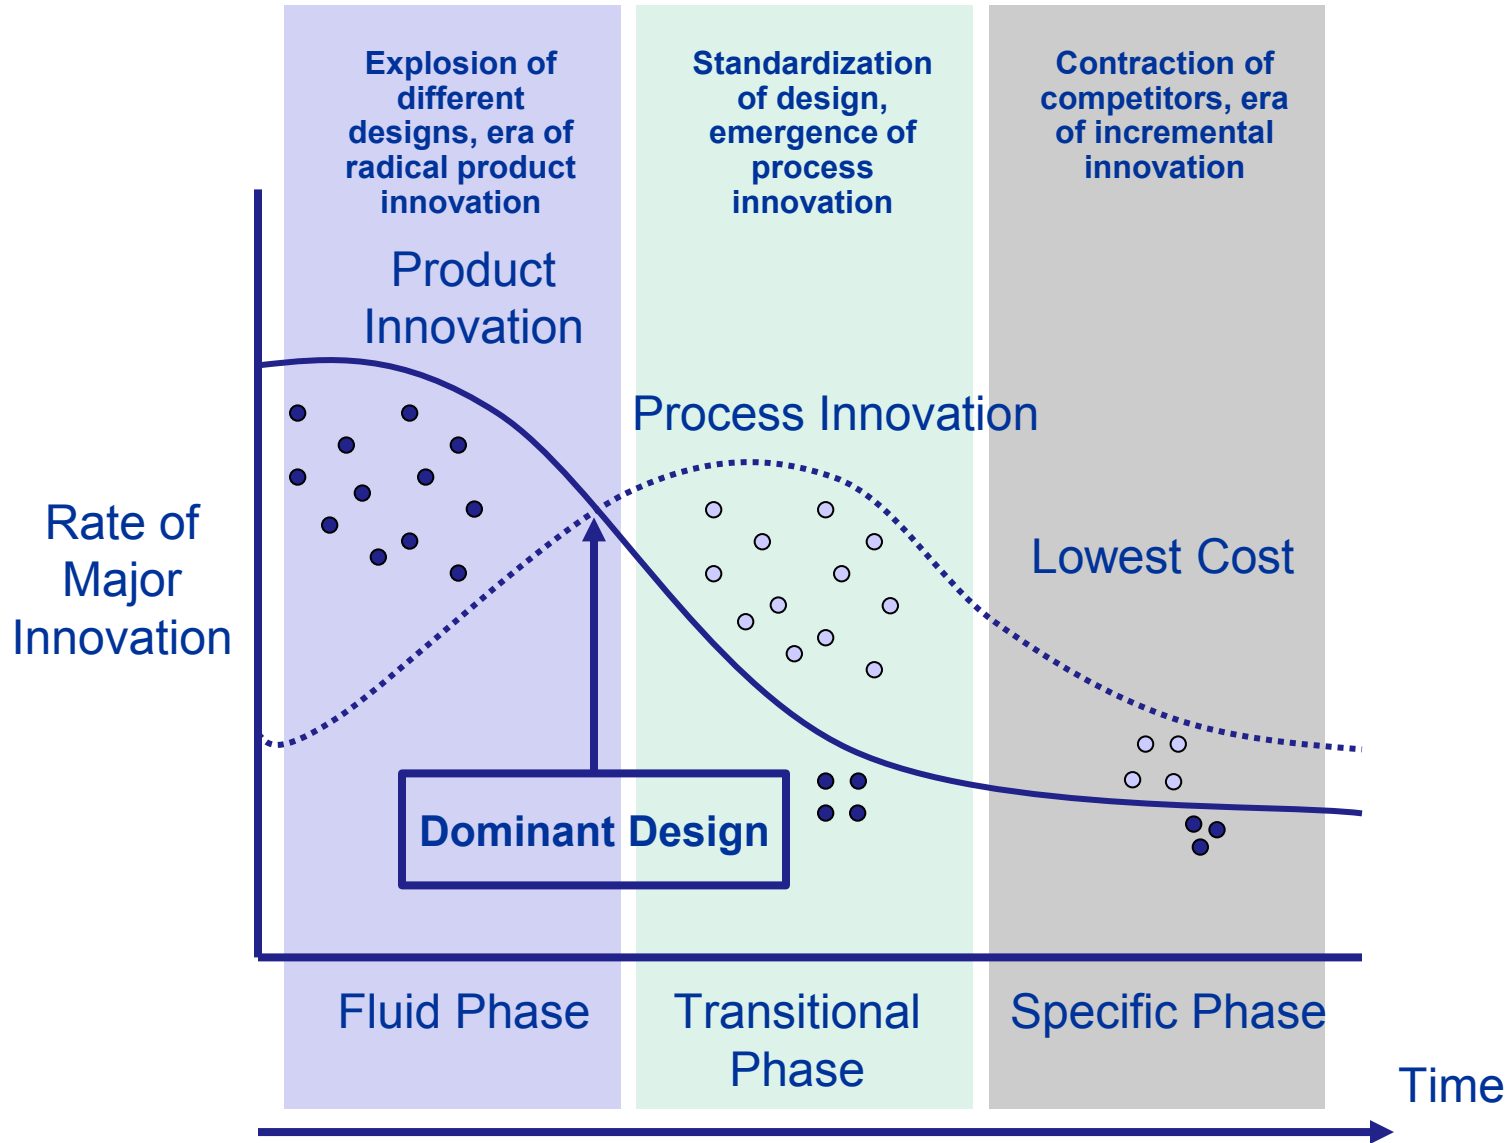 Explosion of
different
designs, era of
radical product
innovation
Standardization
of design,
emergence of
process
innovation
Contraction of
competitors, era
of incremental
innovation
Product
Innovation
Process Innovation
Rate of
Major
Innovation
Lowest Cost
Dominant Design
Fluid Phase
Transitional
Phase
Specific Phase
Time